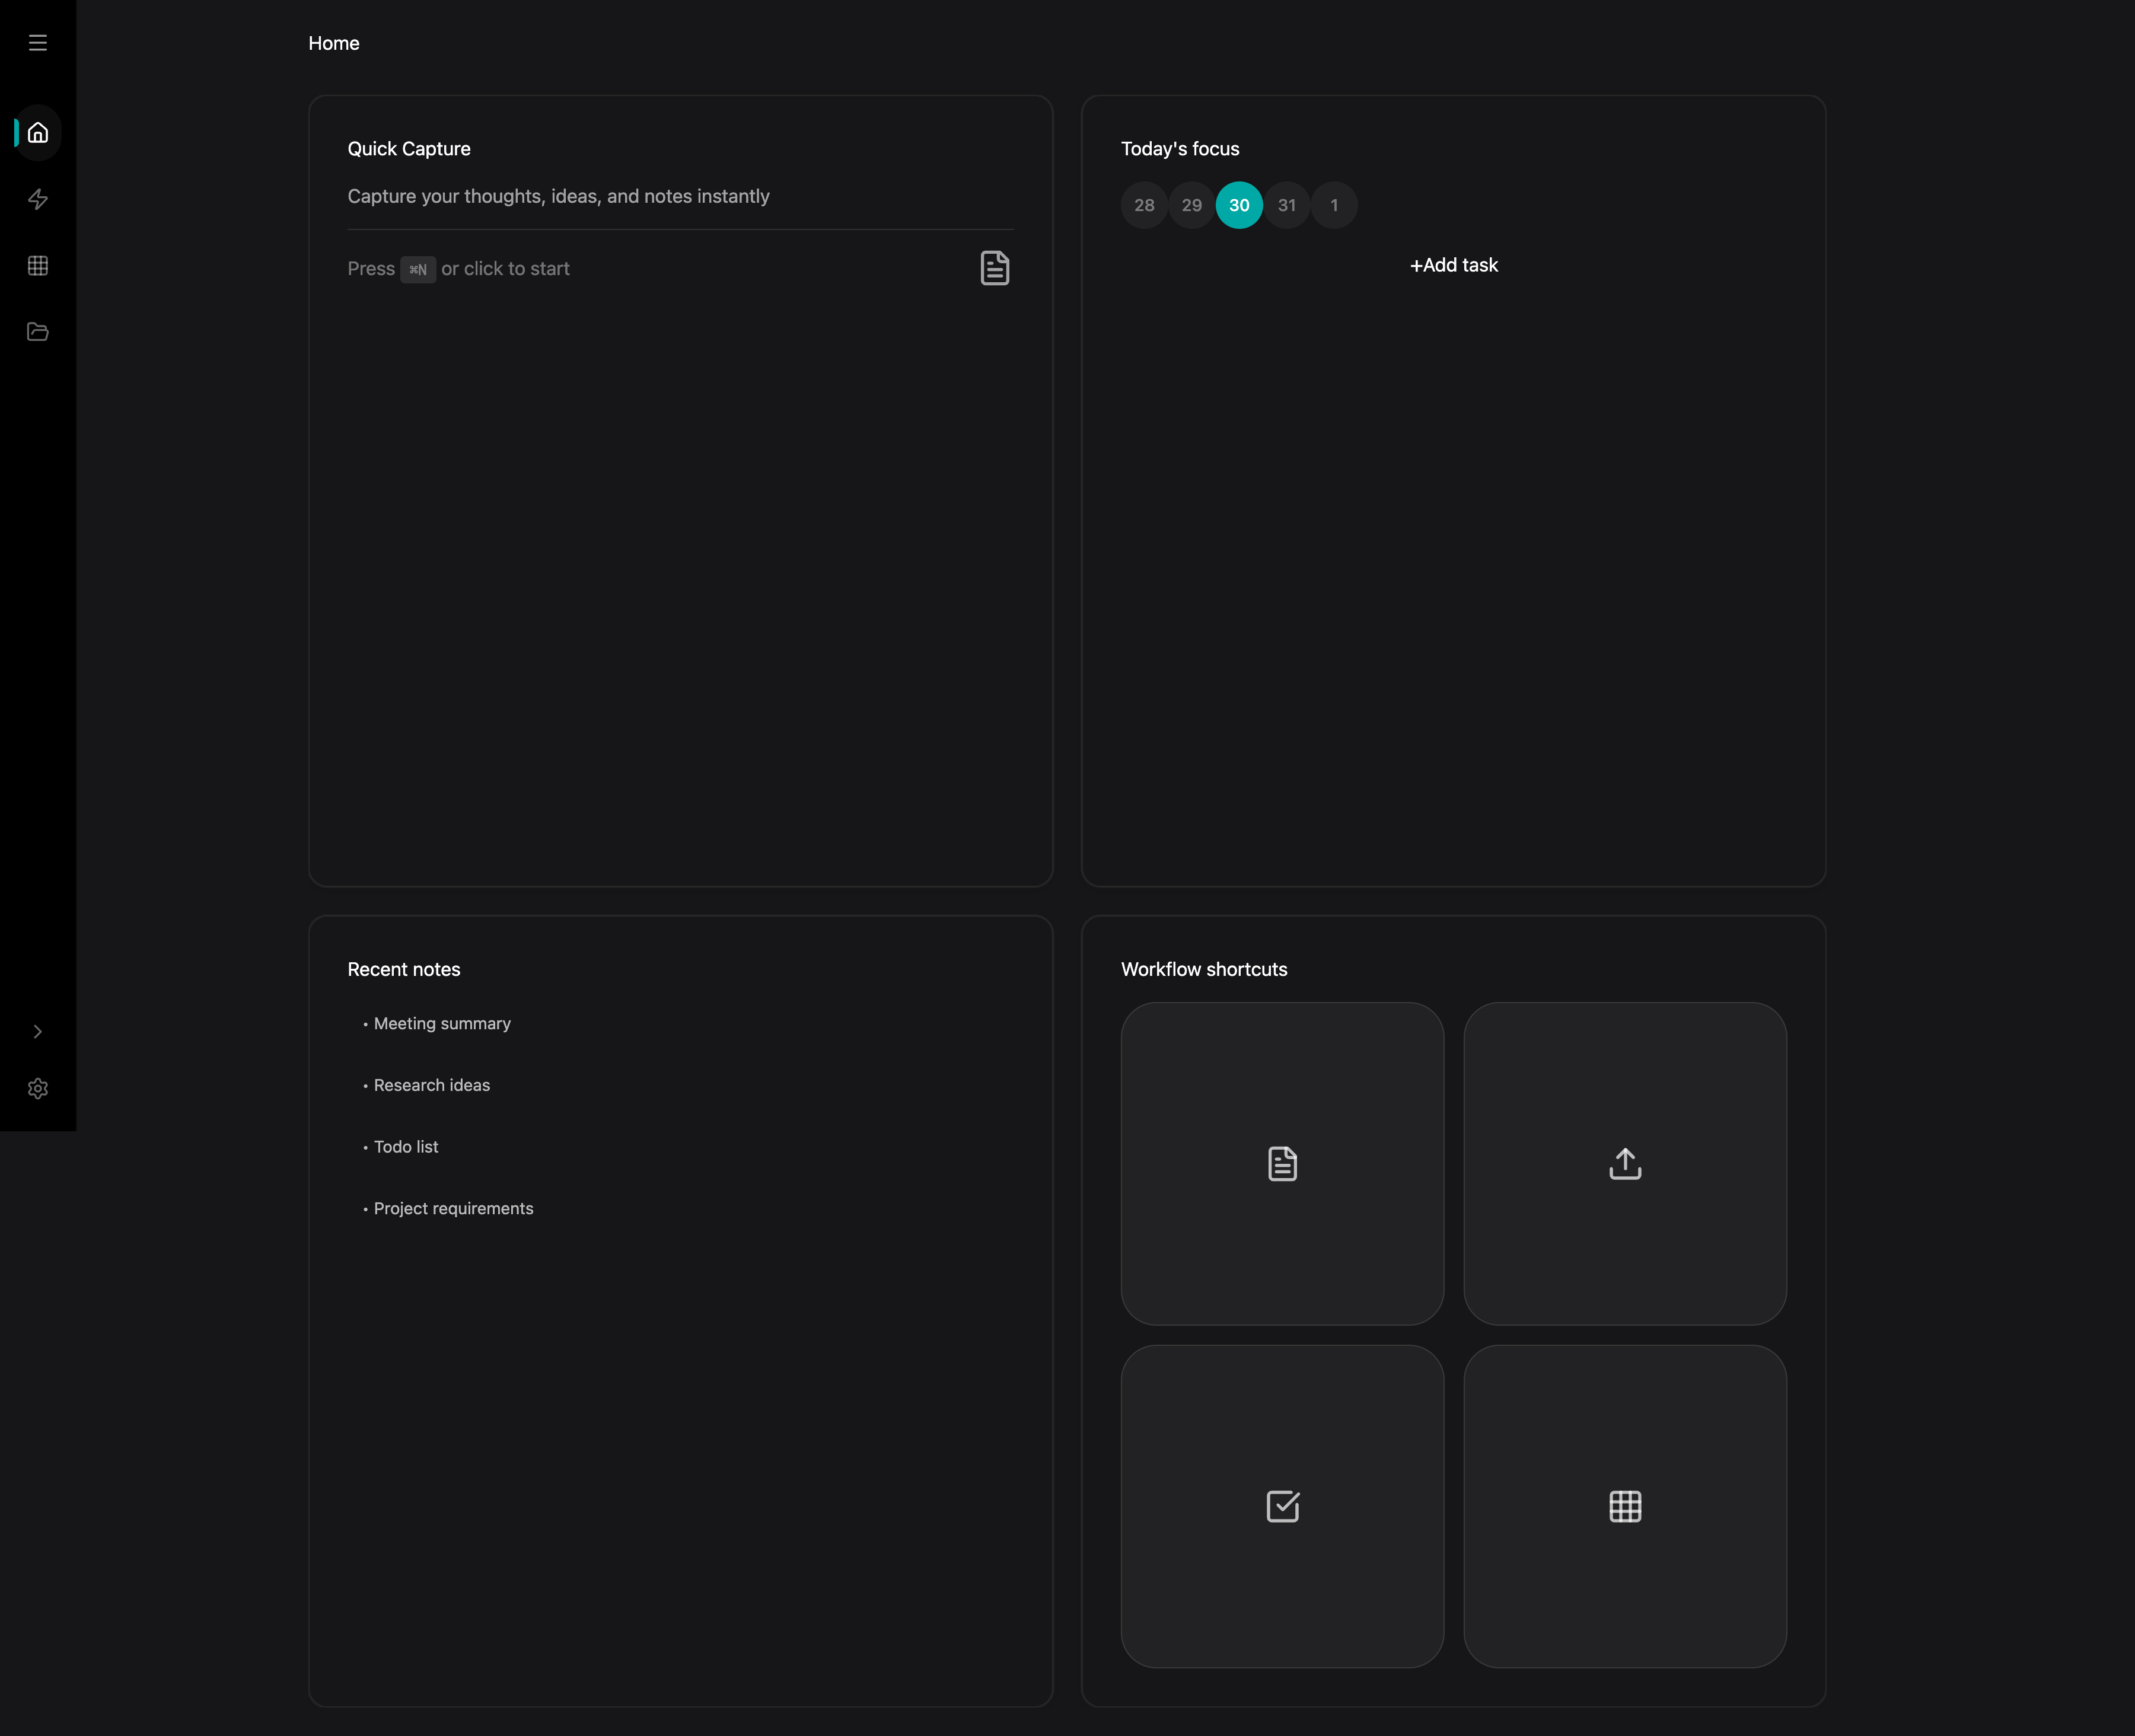 Home
Quick Capture
Capture your thoughts, ideas, and notes instantly
Press ⌘N or click to start
Today's focus
28 29 30 31 1
+Add task
Recent notes
• Meeting summary
• Research ideas
• Todo list
• Project requirements
Workflow shortcuts